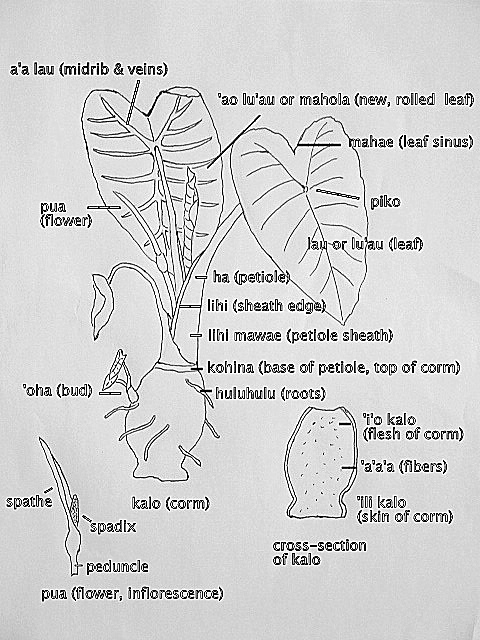 a'a lau (midrib & veins)
'ao lu'au or mahola (new, rolled leaf)
mahae (leaf sinus)
pua
(flower)
piko
lau or lu'au (leaf)
ha (petiole)
lihi (sheath edge)
lihi mawae (petiole sheath)
kohina (base of petiole, top of corm)
'oha (bud)
huluhulu (roots)
'i'o kalo
(flesh of corm)
'a'a'a (fibers)
spathe
kalo (corm)
'ili kalo
(skin of corm)
spadix
cross-section
of kalo
peduncle
pua (flower, inflorescence)